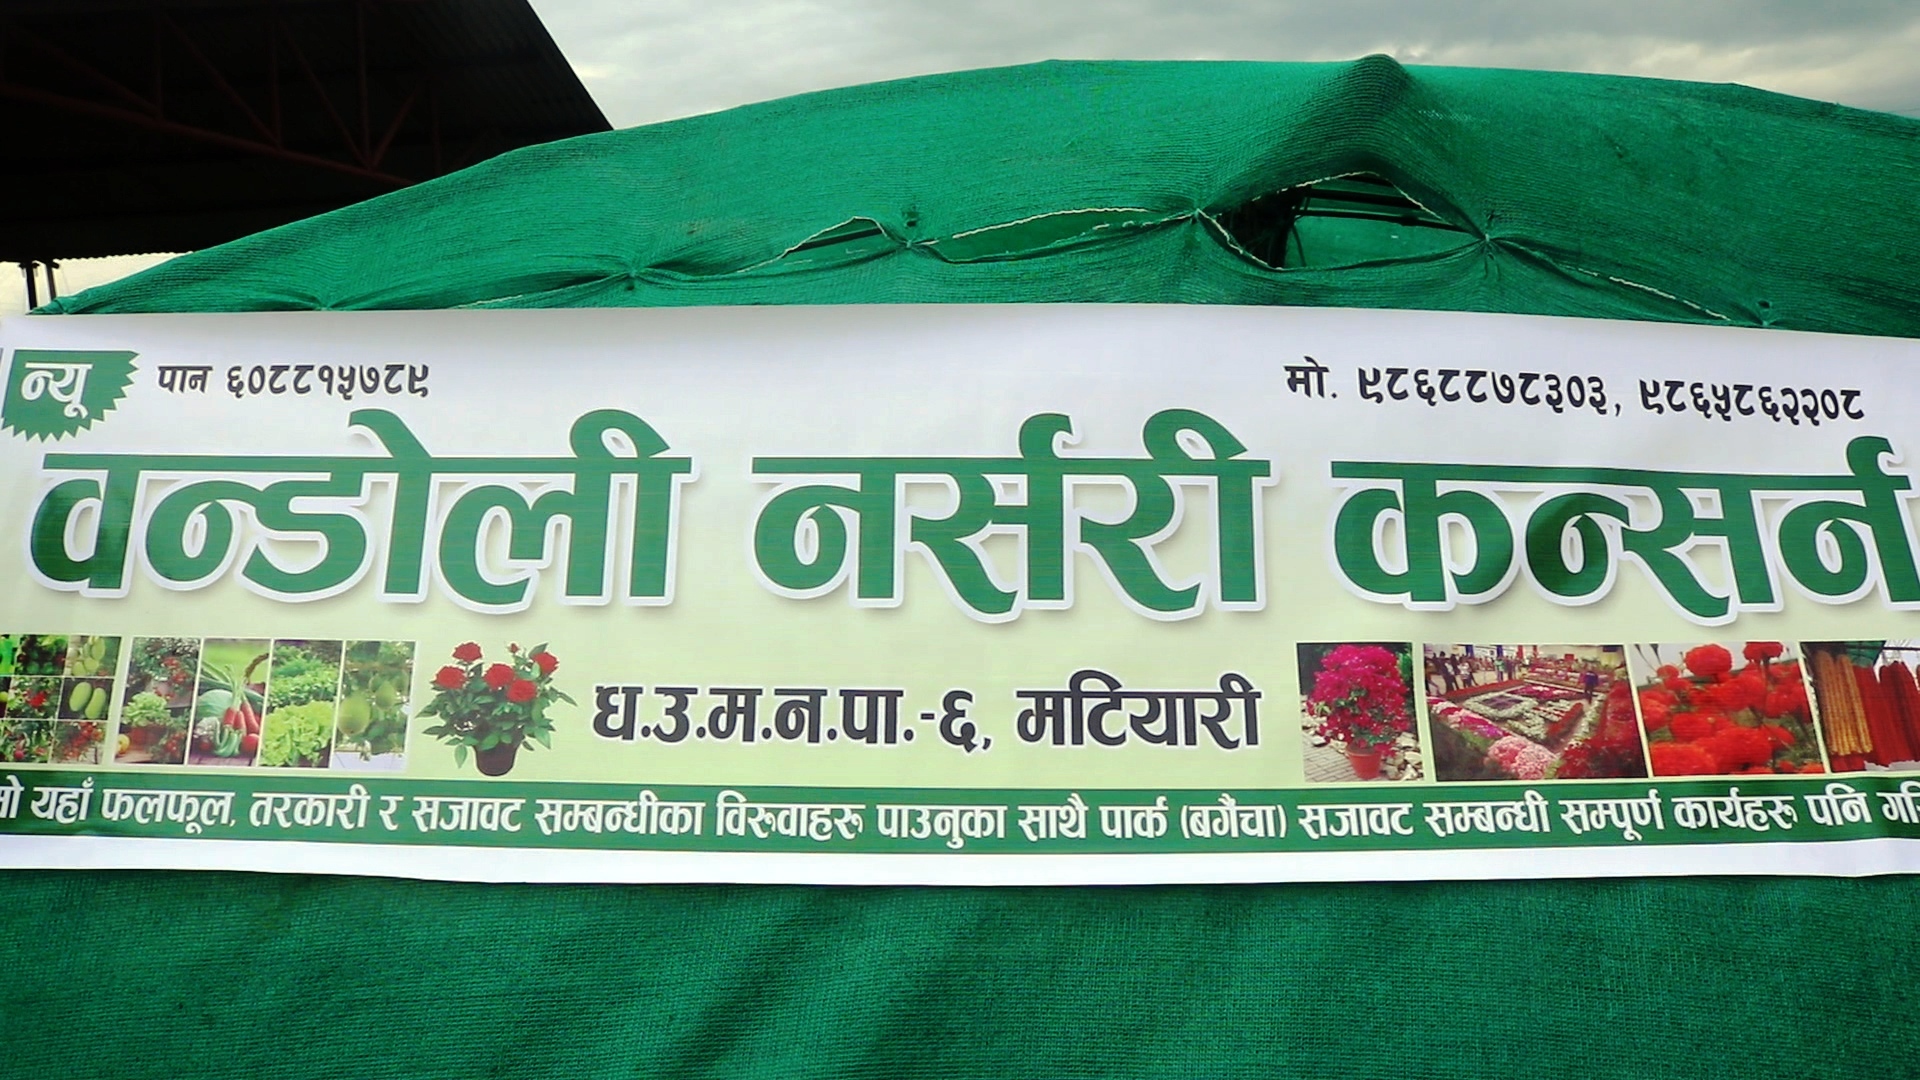 न्यू
पान ६०८८१५७८९
मो. ९८६८८७८३०३, ९८६५८६२२०८
वन्डोली नर्सरी कन्सर्न
ध.उ.म.न.पा.-६, मटियारी
यहाँ फलफूल, तरकारी र सजावट सम्बन्धीका विरुवाहरु पाउनुका साथै पार्क (बगैंचा) सजावट सम्बन्धी सम्पूर्ण कार्यहरु पनि